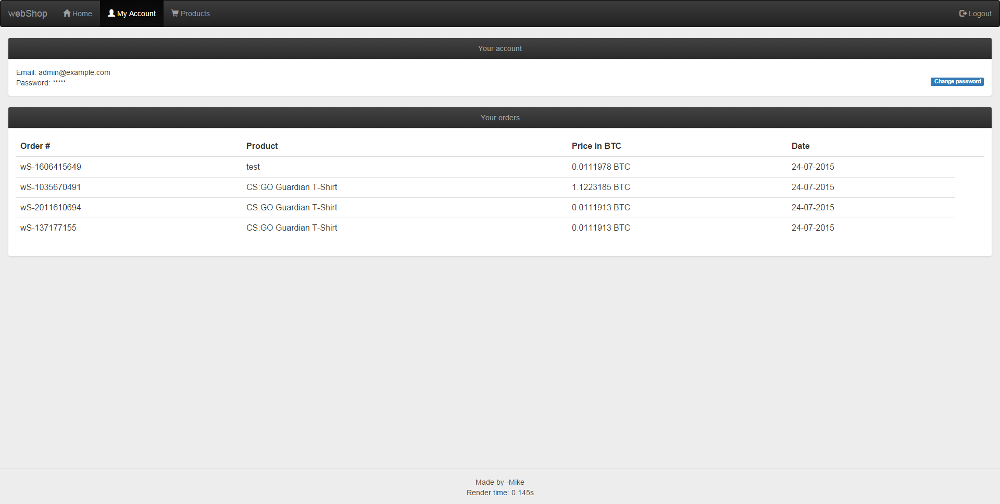 webShop Home My Account Products Logout
Your account
Email: admin@example.com
Password: *****
Change password
Your orders
Order # Product Price in BTC Date
wS-1606415649 test 0.0111978 BTC 24-07-2015
wS-1035670491 CS:GO Guardian T-Shirt 1.1223185 BTC 24-07-2015
wS-2011610694 CS:GO Guardian T-Shirt 0.0111913 BTC 24-07-2015
wS-137177155 CS:GO Guardian T-Shirt 0.0111913 BTC 24-07-2015
Made by -Mike
Render time: 0.145s